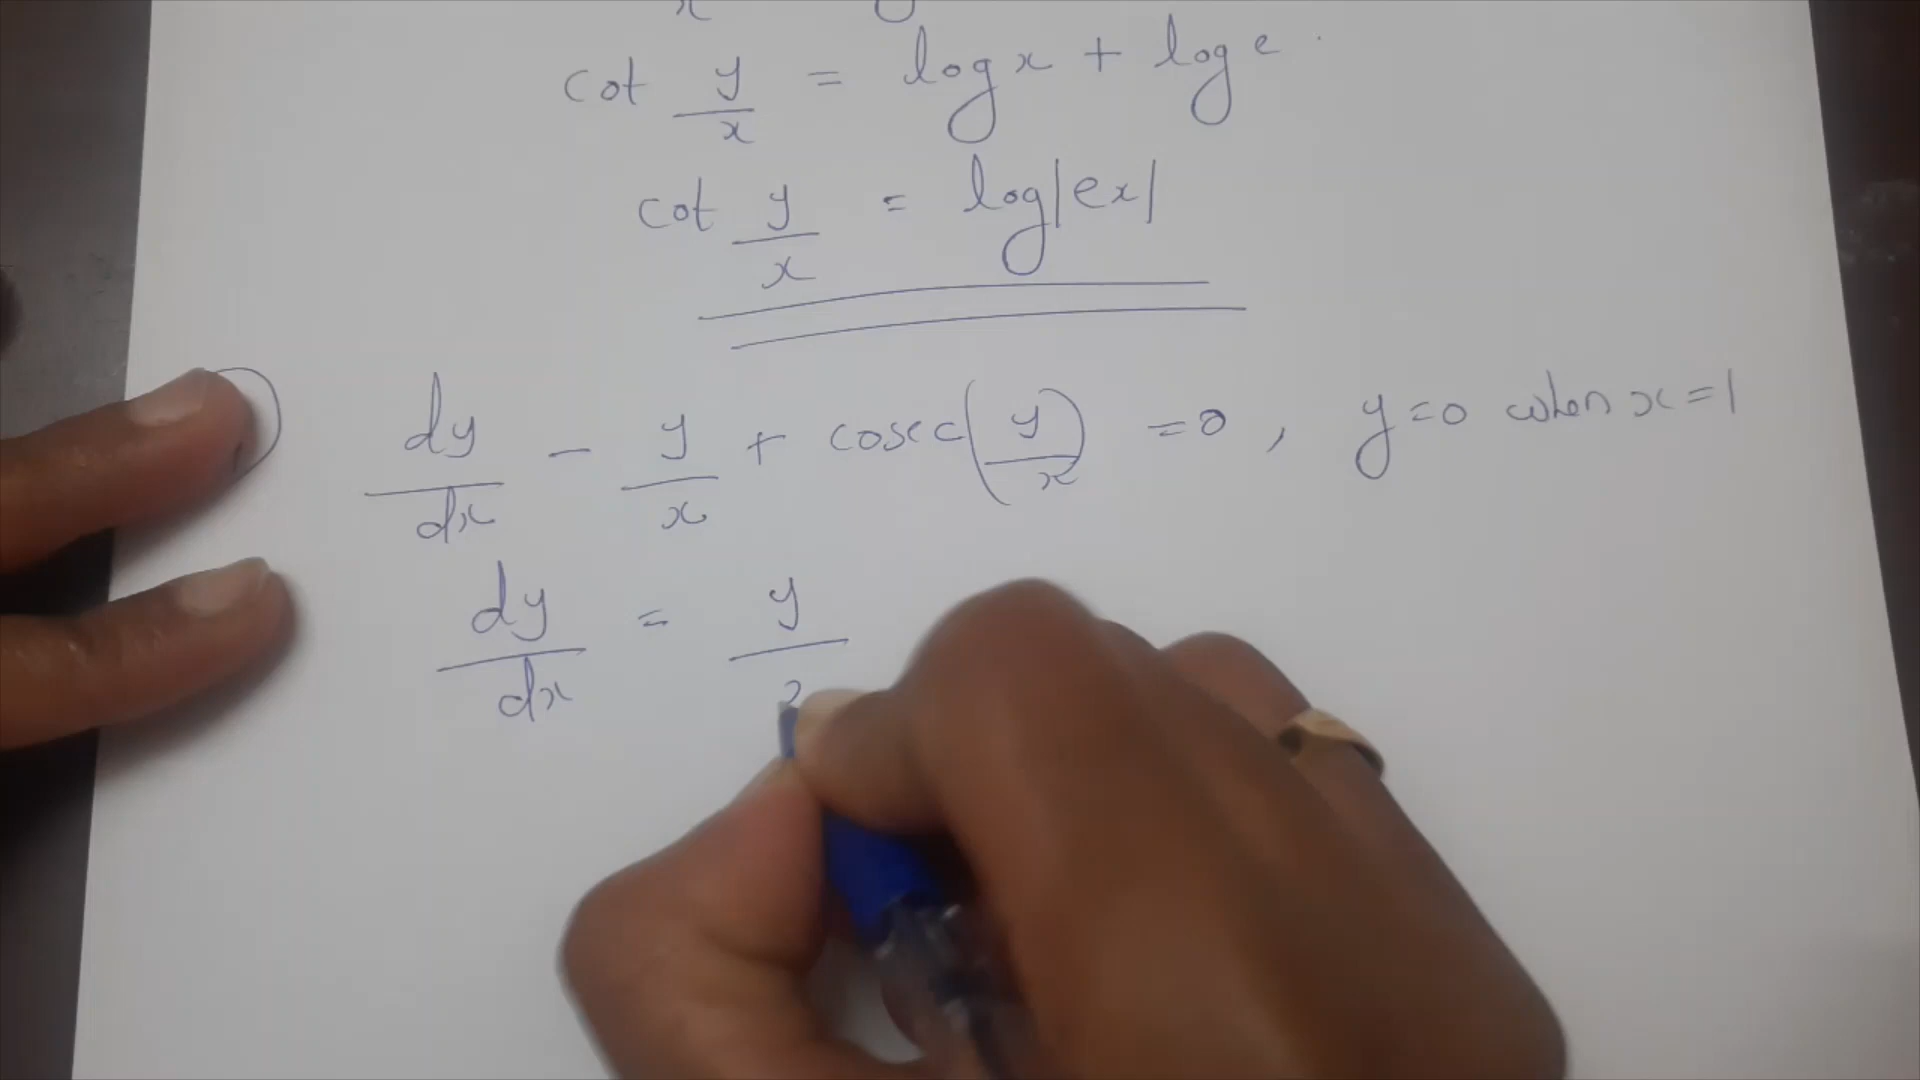 cot y/x = log x + log e.
cot y/x = log|ex|
dy/dx - y/x + cosec(y/x) = 0, y=0 when x=1
dy/dx = y